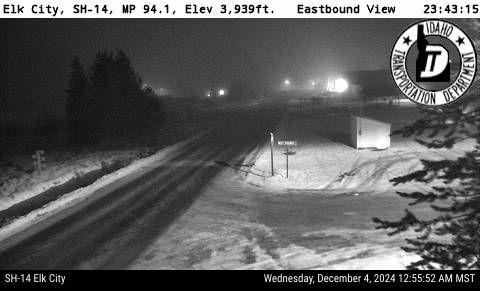 Elk City, SH-14, MP 94.1, Elev 3,939ft. Eastbound View 23:43:15
IDAHO
TRANSPORTATION DEPARTMENT
SH-14 Elk City Wednesday, December 4, 2024 12:55:52 AM MST